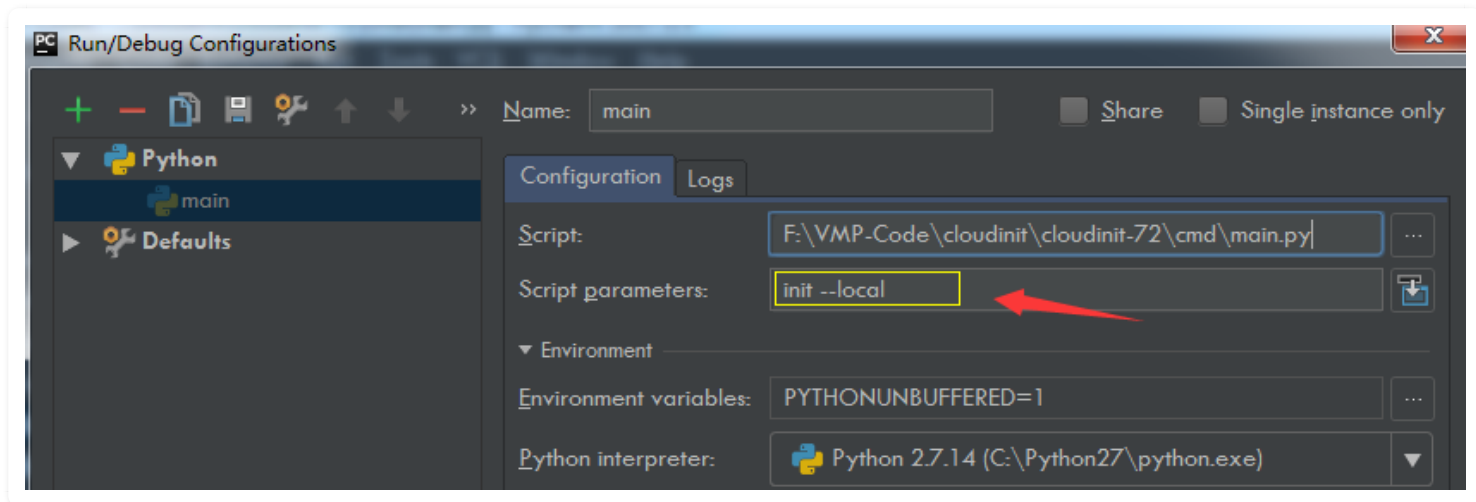 PC Run/Debug Configurations X
>> Name: main Share Single instance only
Python
main
Defaults
Configuration Logs
Script: F:\VMP-Code\cloudinit\cloudinit-72\cmd\main.py ...
Script parameters: init --local
Environment
Environment variables: PYTHONUNBUFFERED=1 ...
Python interpreter: Python 2.7.14 (C:\Python27\python.exe)